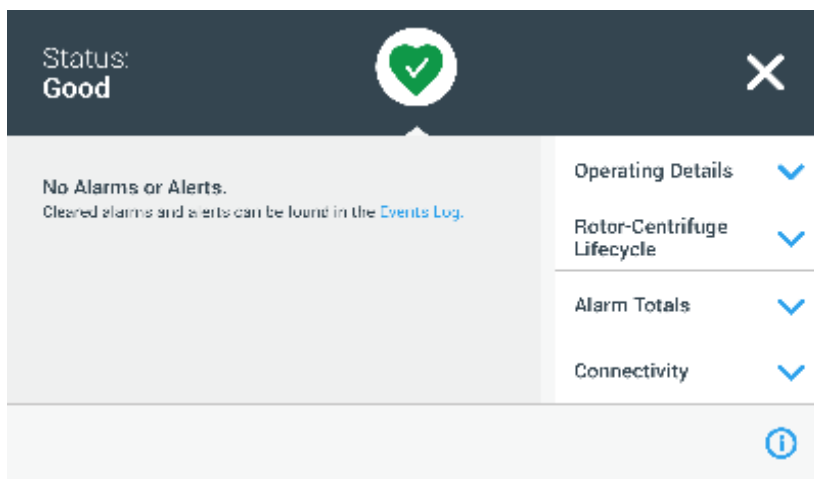 Status:
Good
No Alarms or Alerts.
Cleared alarms and alerts can be found in the Events Log.
Operating Details
Rotor-Centrifuge
Lifecycle
Alarm Totals
Connectivity